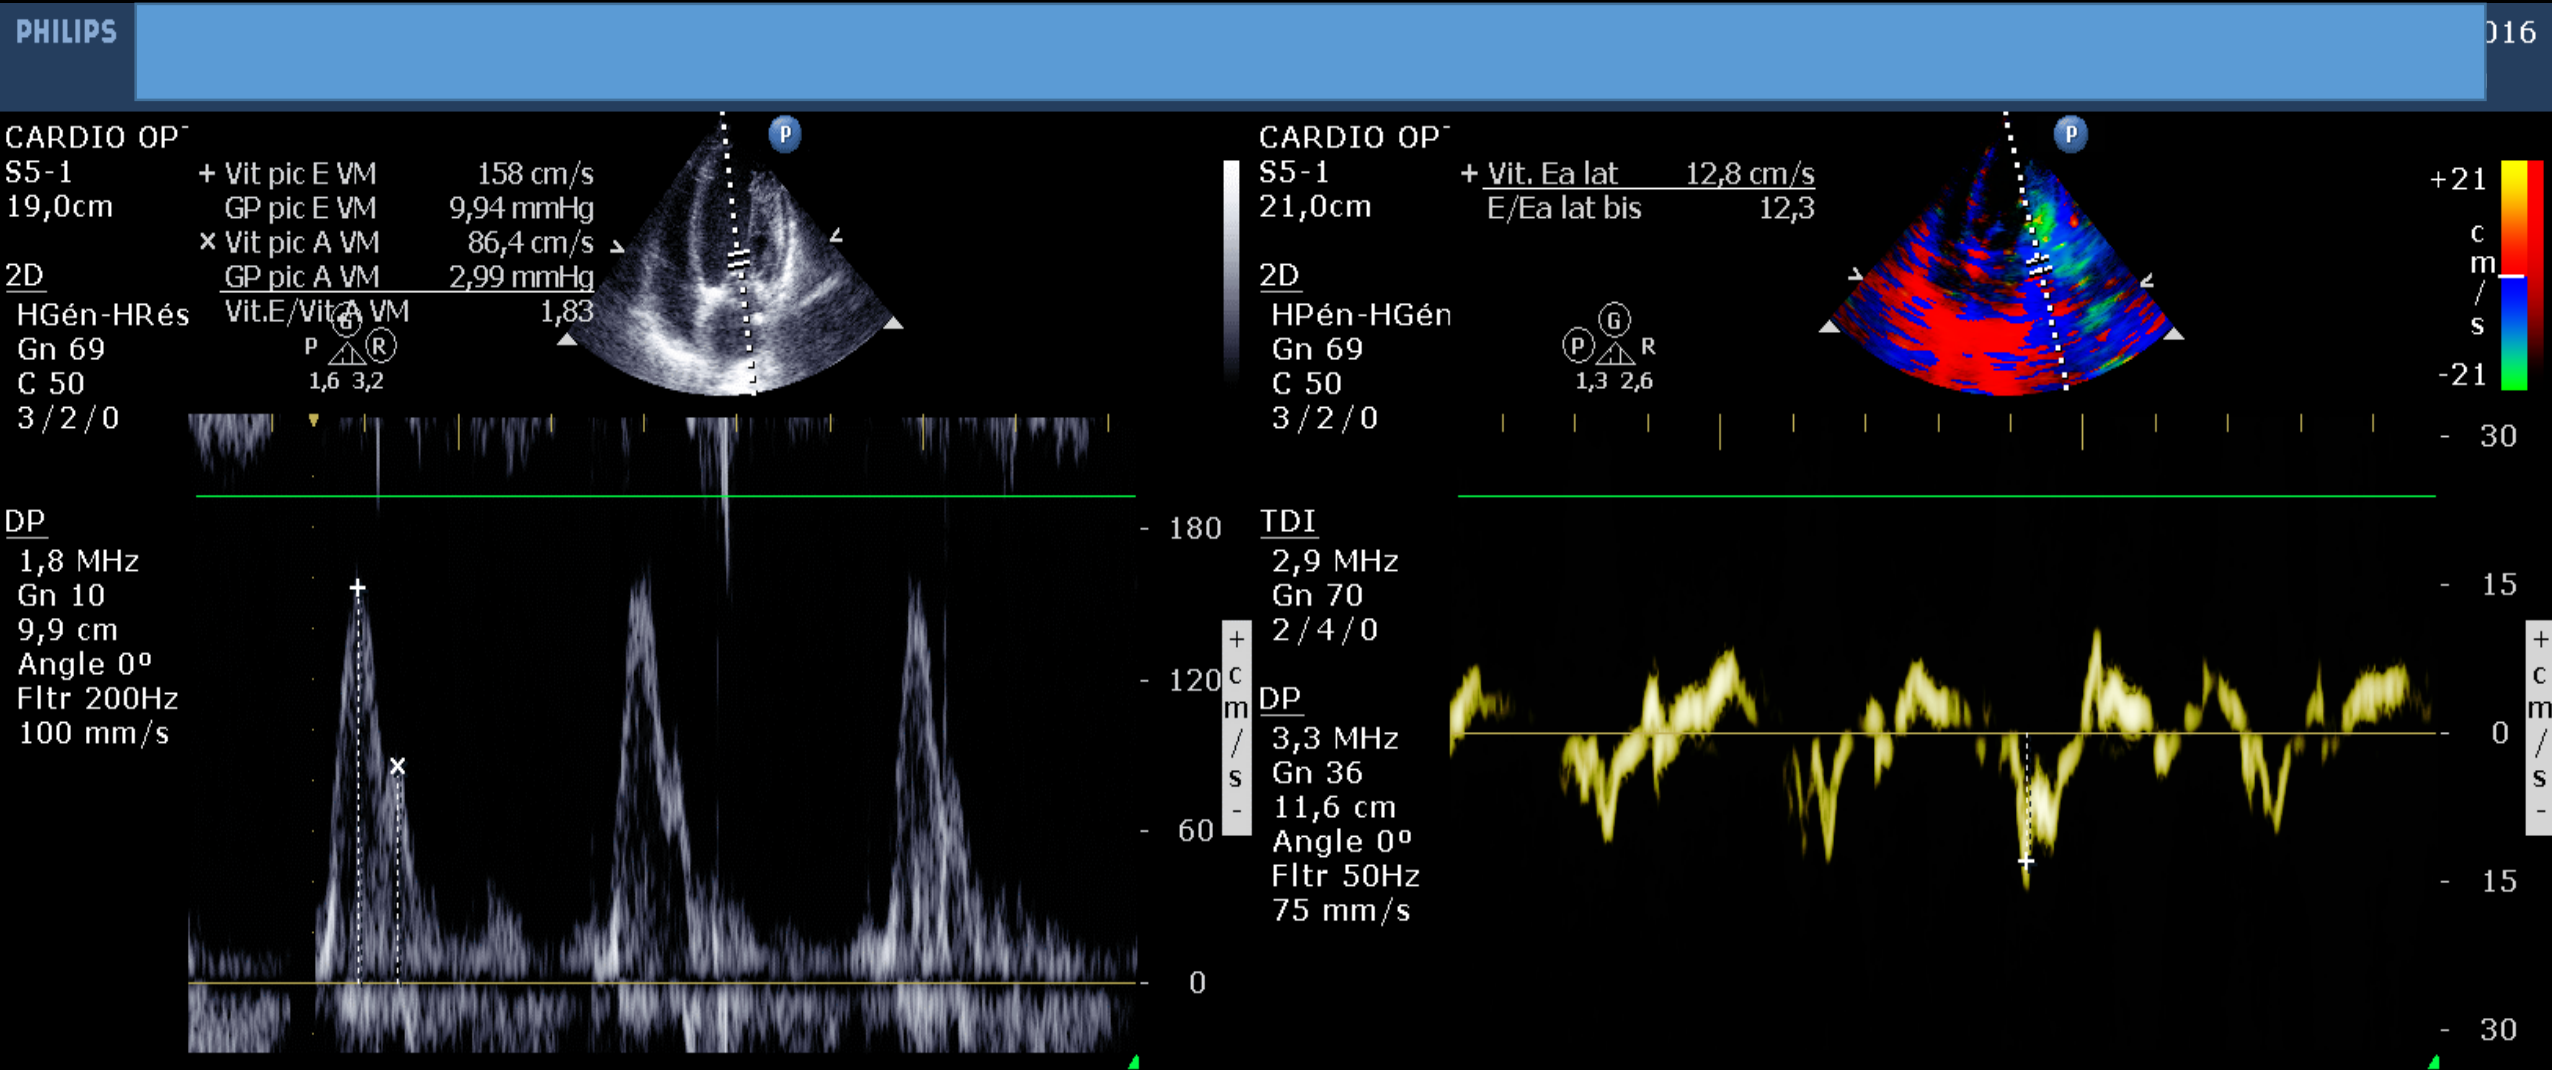 PHILIPS
016
CARDIO OP
S5-1
19,0cm
2D
HGén-HRés
Gn 69
C 50
3/2/0
+ Vit pic E VM 158 cm/s
GP pic E VM 9,94 mmHg
× Vit pic A VM 86,4 cm/s
GP pic A VM 2,99 mmHg
Vit.E/Vit.A VM 1,83
G
P R
1,6 3,2
P
DP
1,8 MHz
Gn 10
9,9 cm
Angle 0º
Fltr 200Hz
100 mm/s
180
120
60
0
+
c
m
/
s
-
CARDIO OP
S5-1
21,0cm
2D
HPén-HGén
Gn 69
C 50
3/2/0
+ Vit. Ea lat 12,8 cm/s
E/Ea lat bis 12,3
G
P R
1,3 2,6
P
+21
c
m
/
s
-21
TDI
2,9 MHz
Gn 70
2/4/0
DP
3,3 MHz
Gn 36
11,6 cm
Angle 0º
Fltr 50Hz
75 mm/s
30
15
0
15
30
+
c
m
/
s
-